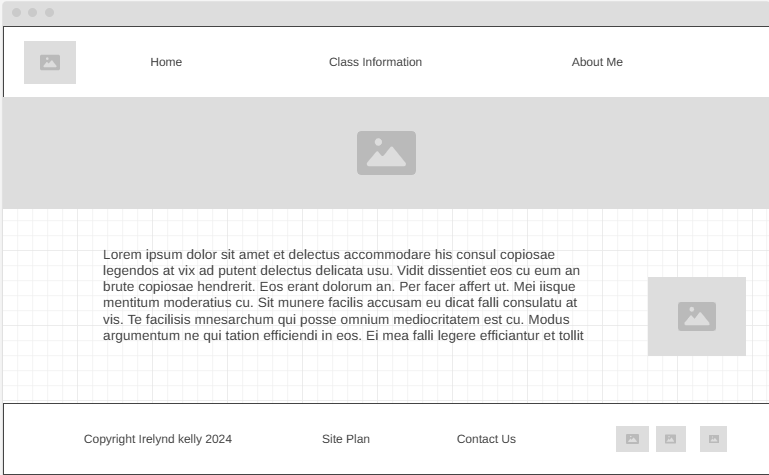 Home
Class Information
About Me
Lorem ipsum dolor sit amet et delectus accommodare his consul copiosae
legendos at vix ad putent delectus delicata usu. Vidit dissentiet eos cu eum an
brute copiosae hendrerit. Eos erant dolorum an. Per facer affert ut. Mei iisque
mentitum moderatius cu. Sit munere facilis accusam eu dicat falli consulatu at
vis. Te facilisis mnesarchum qui posse omnium mediocritatem est cu. Modus
argumentum ne qui tation efficiendi in eos. Ei mea falli legere efficiantur et tollit
Copyright Irelynd kelly 2024
Site Plan
Contact Us